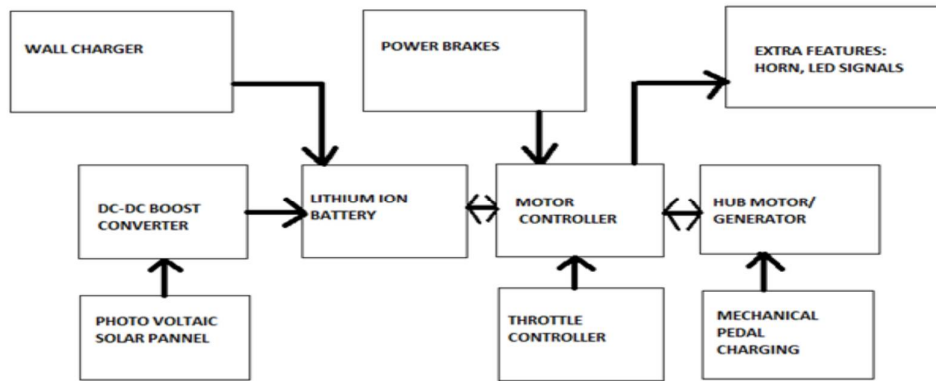 WALL CHARGER
POWER BRAKES
EXTRA FEATURES:
HORN, LED SIGNALS
DC-DC BOOST
CONVERTER
LITHIUM ION
BATTERY
MOTOR
CONTROLLER
HUB MOTOR/
GENERATOR
PHOTO VOLTAIC
SOLAR PANNEL
THROTTLE
CONTROLLER
MECHANICAL
PEDAL
CHARGING